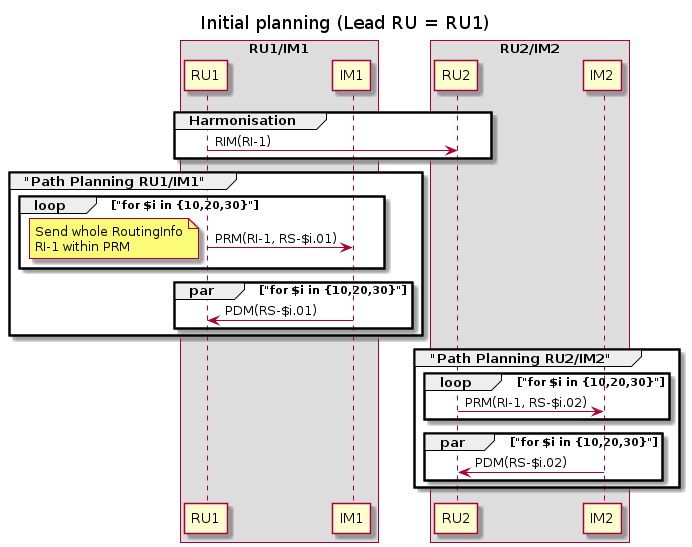 Initial planning (Lead RU = RU1)
RU1/IM1
RU2/IM2
RU1
IM1
RU2
IM2
Harmonisation
RIM(RI-1)
"Path Planning RU1/IM1"
loop ["for $i in {10,20,30}"]
Send whole RoutingInfo
RI-1 within PRM
PRM(RI-1, RS-$i.01)
par ["for $i in {10,20,30}"]
PDM(RS-$i.01)
"Path Planning RU2/IM2"
loop ["for $i in {10,20,30}"]
PRM(RI-1, RS-$i.02)
par ["for $i in {10,20,30}"]
PDM(RS-$i.02)
RU1
IM1
RU2
IM2